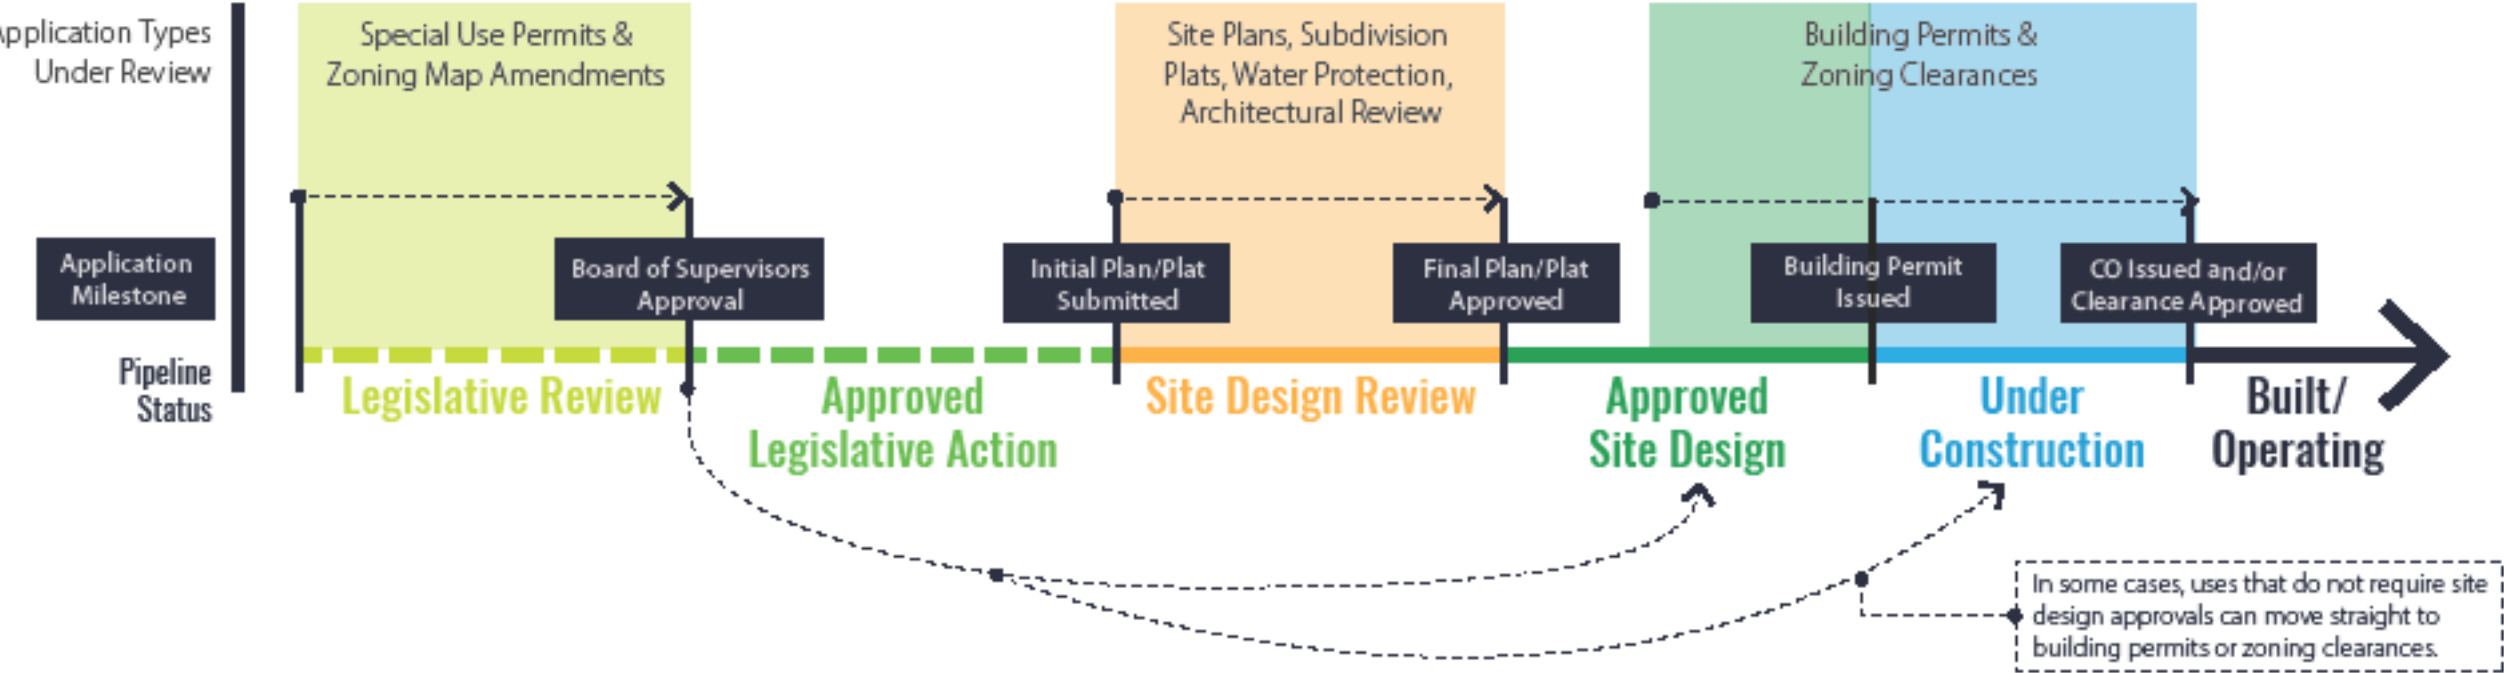 Application Types
Under Review
Special Use Permits &
Zoning Map Amendments
Site Plans, Subdivision
Plats, Water Protection,
Architectural Review
Building Permits &
Zoning Clearances
Application
Milestone
Board of Supervisors
Approval
Initial Plan/Plat
Submitted
Final Plan/Plat
Approved
Building Permit
Issued
CO Issued and/or
Clearance Approved
Pipeline
Status
Legislative Review
Approved
Legislative Action
Site Design Review
Approved
Site Design
Under
Construction
Built/
Operating
In some cases, uses that do not require site
design approvals can move straight to
building permits or zoning clearances.